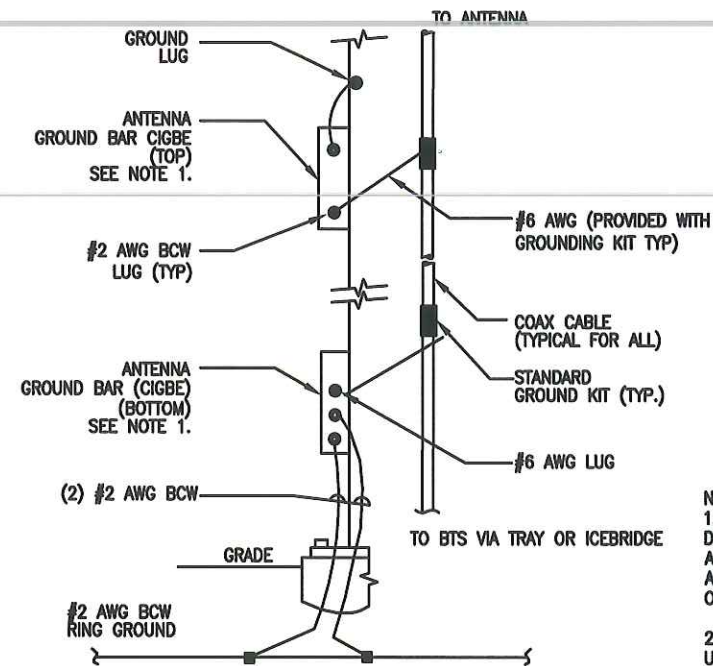 TO ANTENNA
GROUND
LUG
ANTENNA
GROUND BAR CIGBE
(TOP)
SEE NOTE 1.
#6 AWG (PROVIDED WITH
GROUNDING KIT TYP)
#2 AWG BCW
LUG (TYP)
COAX CABLE
(TYPICAL FOR ALL)
ANTENNA
GROUND BAR (CIGBE)
(BOTTOM)
SEE NOTE 1.
STANDARD
GROUND KIT (TYP.)
#6 AWG LUG
(2) #2 AWG BCW
TO BTS VIA TRAY OR ICEBRIDGE
GRADE
#2 AWG BCW
RING GROUND
N
1
D
A
A
O
2
U